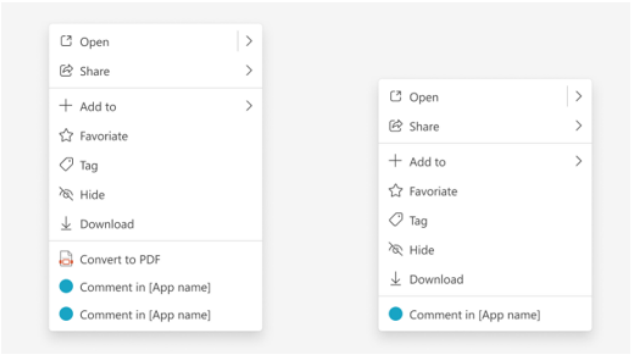 Open
Share
Add to
Favoriate
Tag
Hide
Download
Convert to PDF
Comment in [App name]
Comment in [App name]
Open
Share
Add to
Favoriate
Tag
Hide
Download
Comment in [App name]